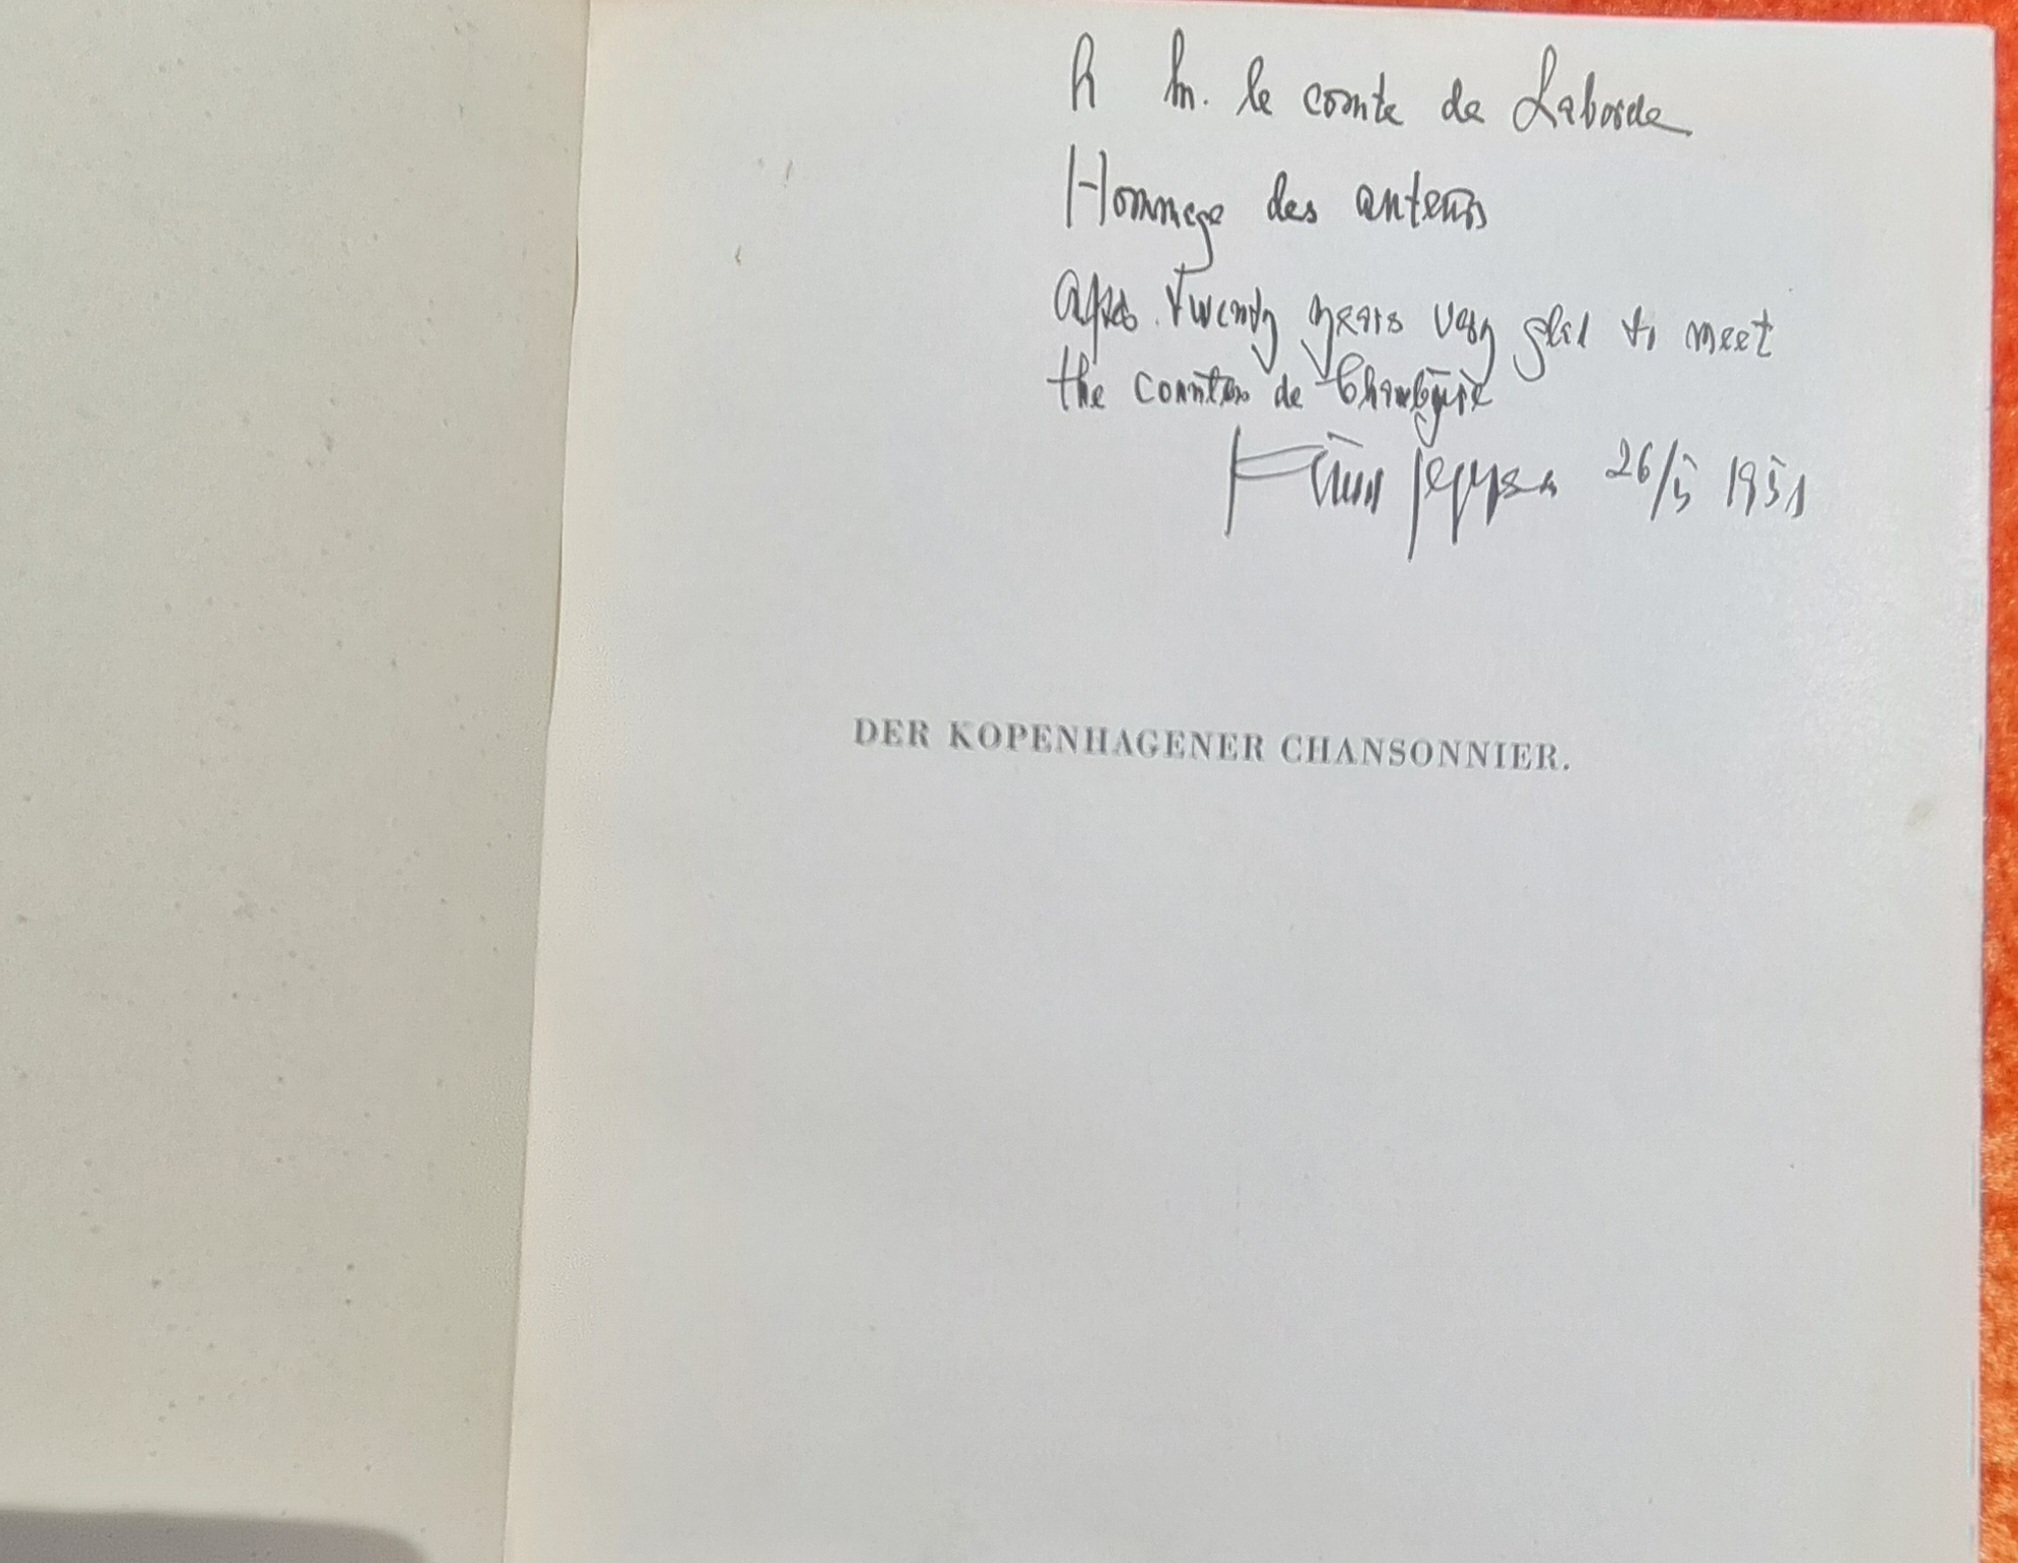 A M. le comte de Laborde
Hommage des auteurs
After twenty years very glad to meet
the comtesse de Chambure
Knud Jeppesen 26/5 1951
DER KOPENHAGENER CHANSONNIER.